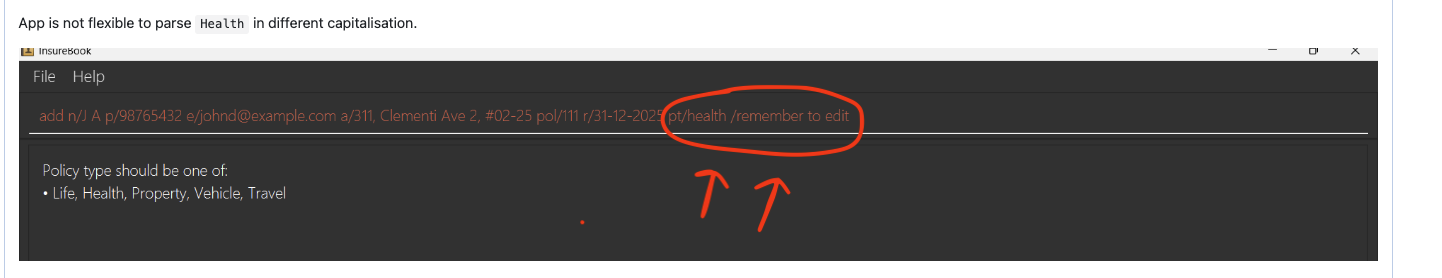 App is not flexible to parse Health in different capitalisation.
InsureBook
File Help
add n/J A p/98765432 e/johnd@example.com a/311, Clementi Ave 2, #02-25 pol/111 r/31-12-2025 pt/health /remember to edit
Policy type should be one of:
• Life, Health, Property, Vehicle, Travel